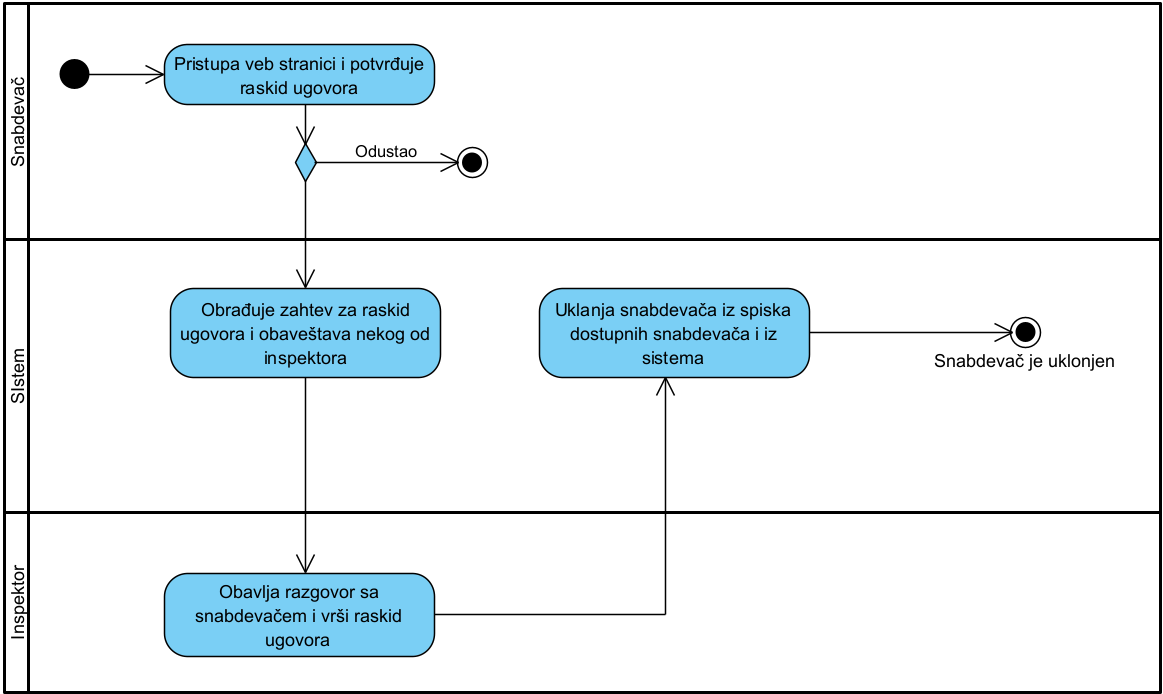 Snabdevač
Pristupa veb stranici i potvrđuje
raskid ugovora
Odustao
SIstem
Obrađuje zahtev za raskid
ugovora i obaveštava nekog od
inspektora
Uklanja snabdevača iz spiska
dostupnih snabdevača i iz
sistema
Snabdevač je uklonjen
Inspektor
Obavlja razgovor sa
snabdevačem i vrši raskid
ugovora